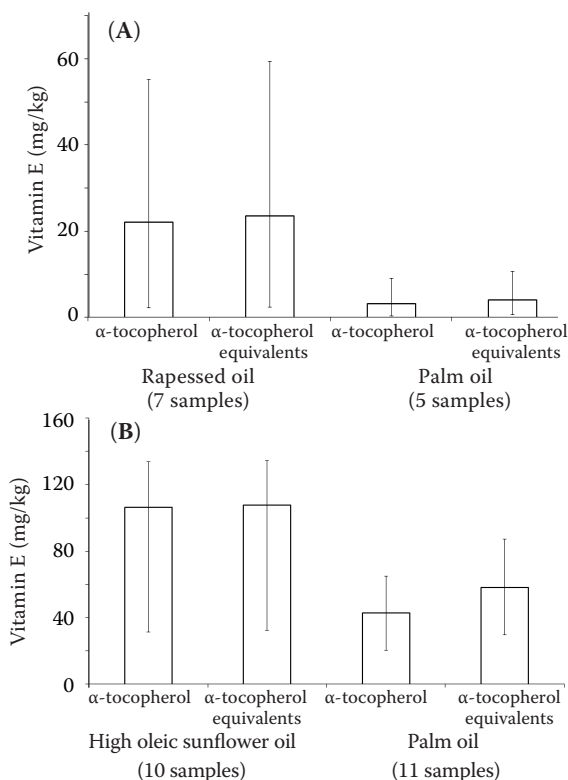 (A)
Vitamin E (mg/kg)
60
40
20
0
α-tocopherol α-tocopherol α-tocopherol α-tocopherol
equivalents equivalents
Rapessed oil Palm oil
(7 samples) (5 samples)
(B)
Vitamin E (mg/kg)
160
120
80
40
0
α-tocopherol α-tocopherol α-tocopherol α-tocopherol
equivalents equivalents
High oleic sunflower oil Palm oil
(10 samples) (11 samples)